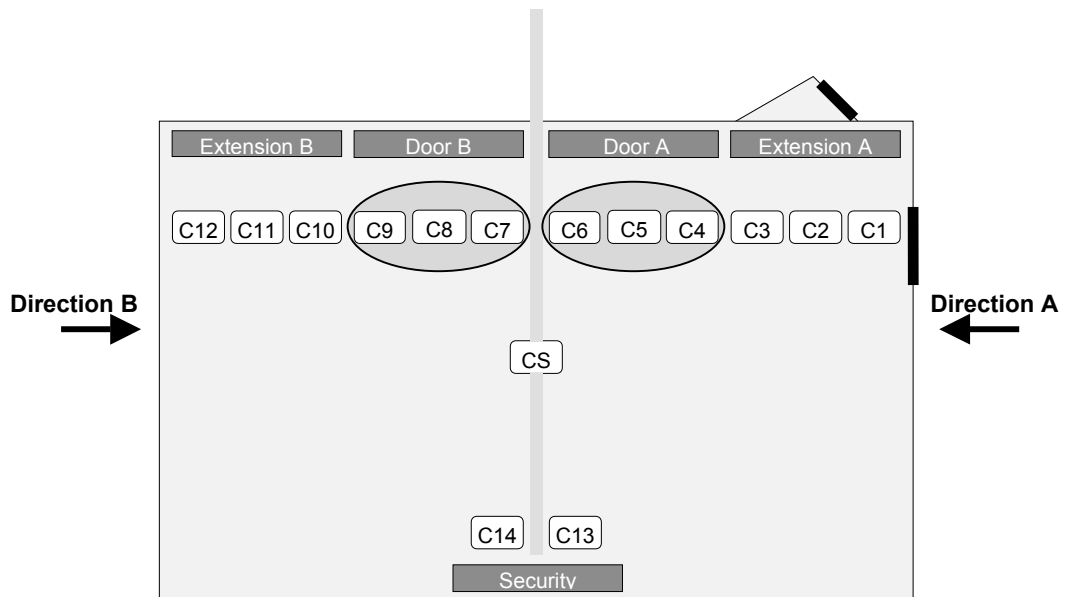 Extension B Door B Door A Extension A
C12 C11 C10 C9 C8 C7 C6 C5 C4 C3 C2 C1
Direction B Direction A
CS
C14 C13
Security